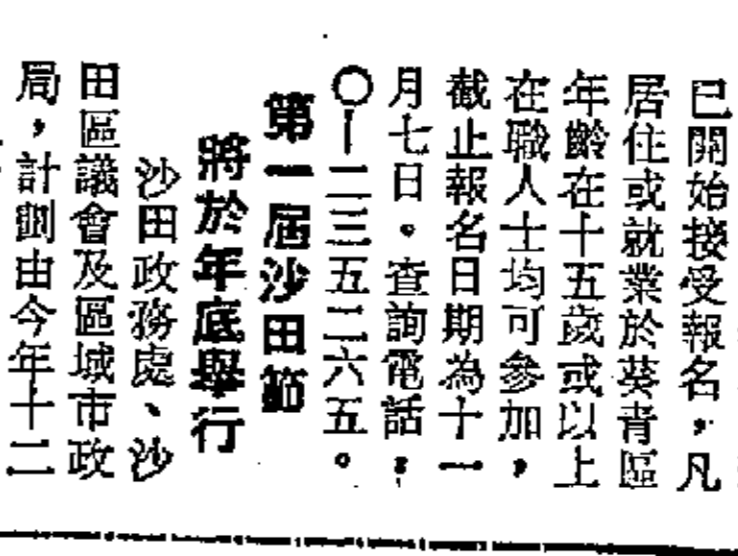 已開始接受報名，凡
居住或就業於葵青區
年齡在十五歲或以上
在職人士均可參加，
截止報名日期為十一
月七日。查詢電話：
〇—二三五二六五。
第一屆沙田節
將於年底舉行
沙田政務處、沙
田區議會及區域市政
局，計劃由今年十二